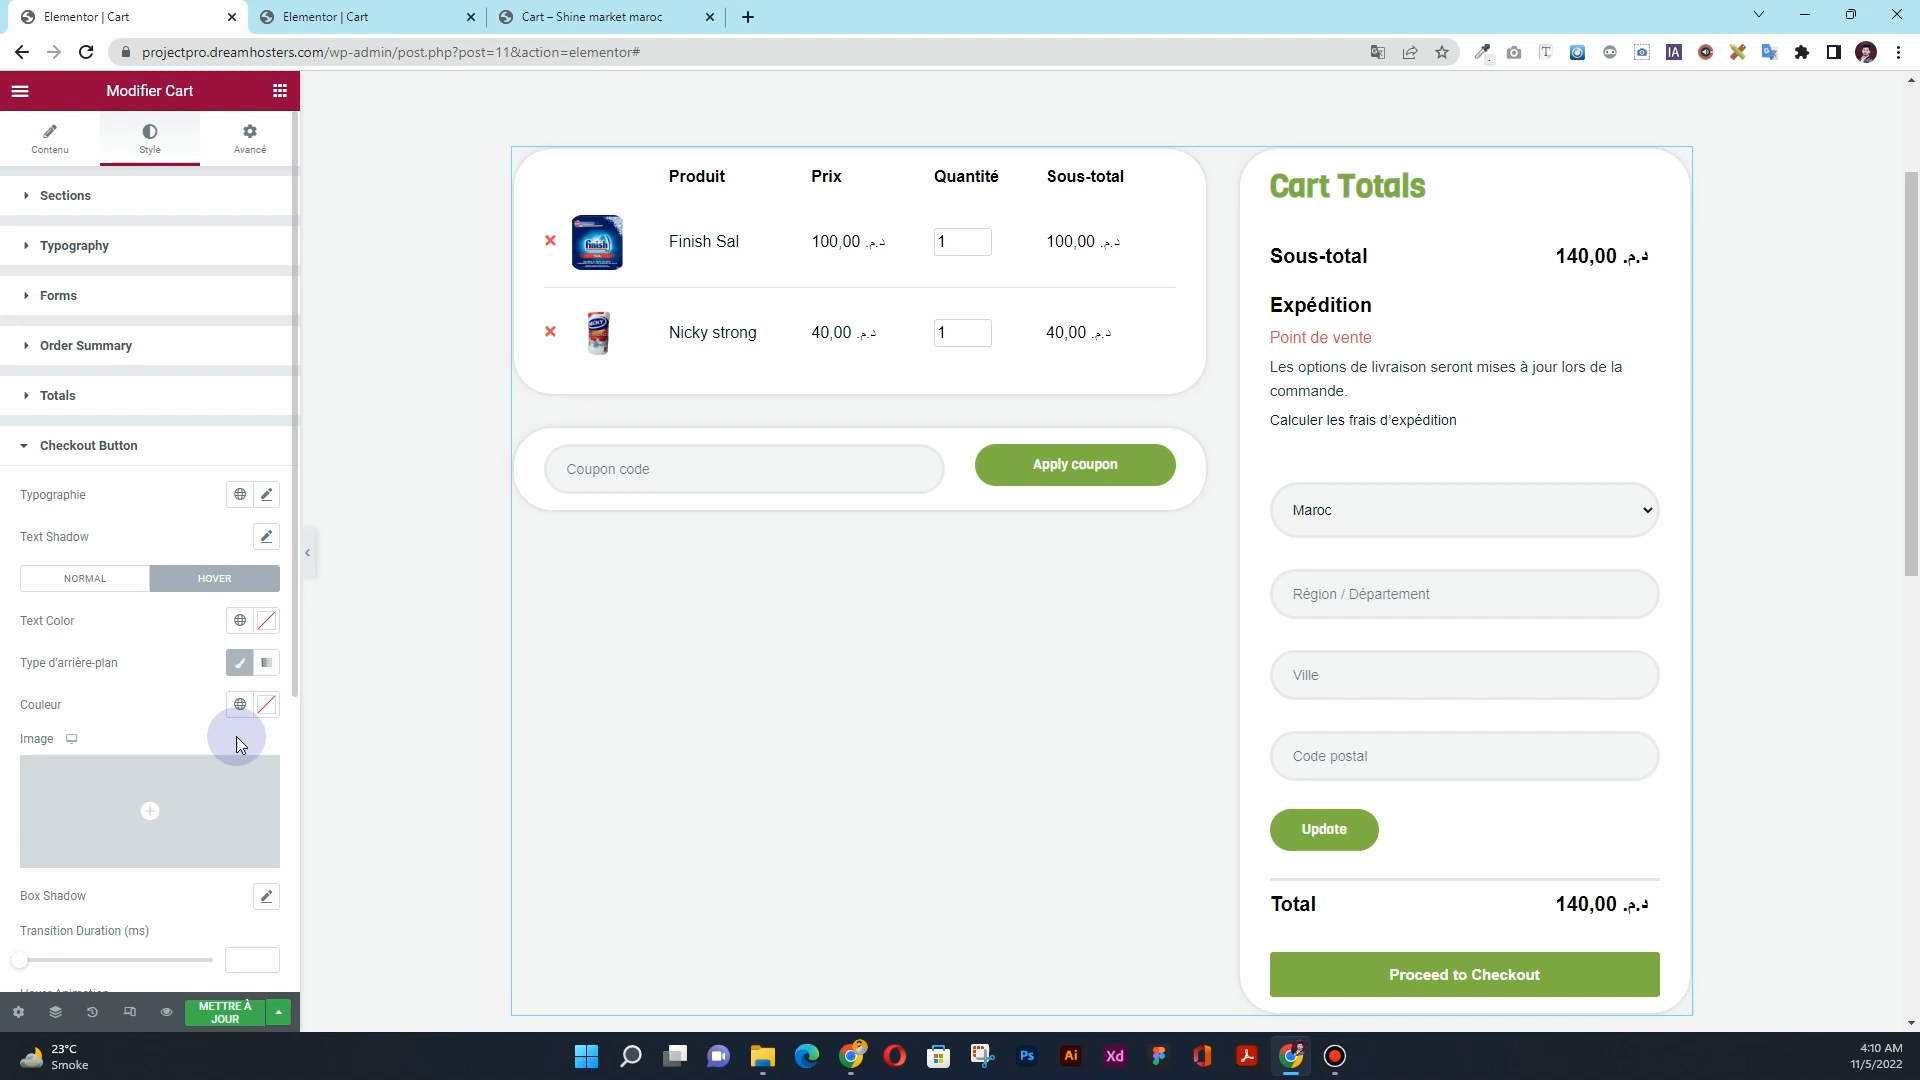 Elementor | Cart
Elementor | Cart
Cart – Shine market maroc
projectpro.dreamhosters.com/wp-admin/post.php?post=11&action=elementor#
Modifier Cart
Contenu
Style
Avancé
Sections
Typography
Forms
Order Summary
Totals
Checkout Button
Typographie
Text Shadow
NORMAL
HOVER
Text Color
Type d'arrière-plan
Couleur
Image
Box Shadow
Transition Duration (ms)
METTRE À
JOUR
Produit
Prix
Quantité
Sous-total
finish
Finish Sal
100,00 د.م.
1
100,00 د.م.
NICKY
Nicky strong
40,00 د.م.
1
40,00 د.م.
Coupon code
Apply coupon
Cart Totals
Sous-total
140,00 د.م.
Expédition
Point de vente
Les options de livraison seront mises à jour lors de la
commande.
Calculer les frais d'expédition
Maroc
Région / Département
Ville
Code postal
Update
Total
140,00 د.م.
Proceed to Checkout
23°C
Smoke
IA
Ps
Ai
Xd
4:10 AM
11/5/2022